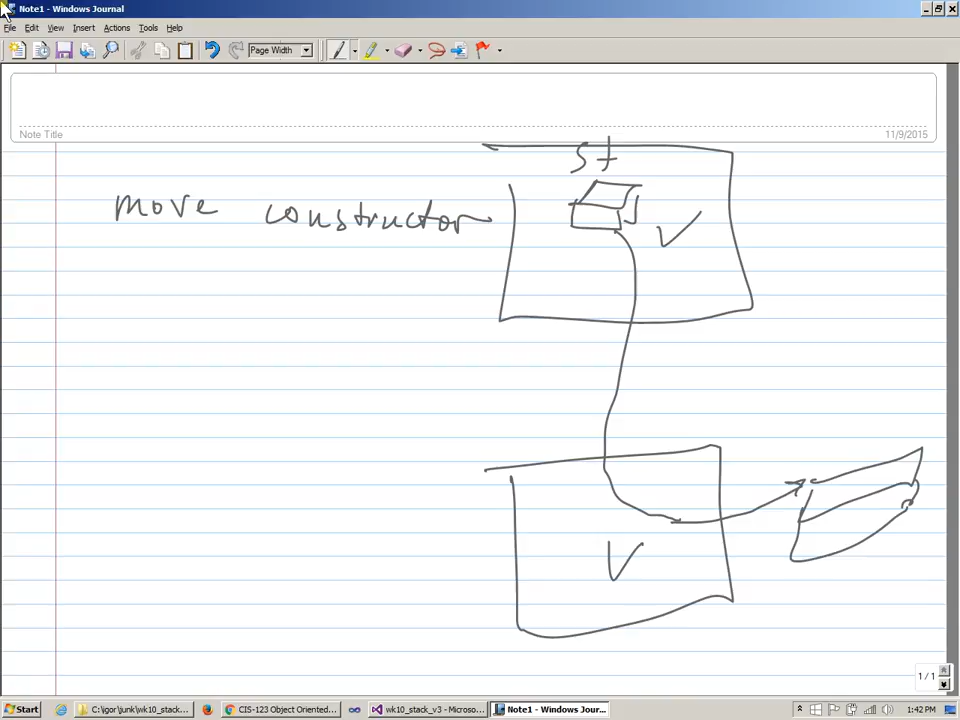 Note1 - Windows Journal
File Edit View Insert Actions Tools Help
Page Width
Note Title
11/9/2015
st
move constructor
V
V
1 / 1
Start
C:\igor\junk\wk10_stack...
CIS-123 Object Oriented...
wk10_stack_v3 - Microso...
Note1 - Windows Jour...
1:42 PM